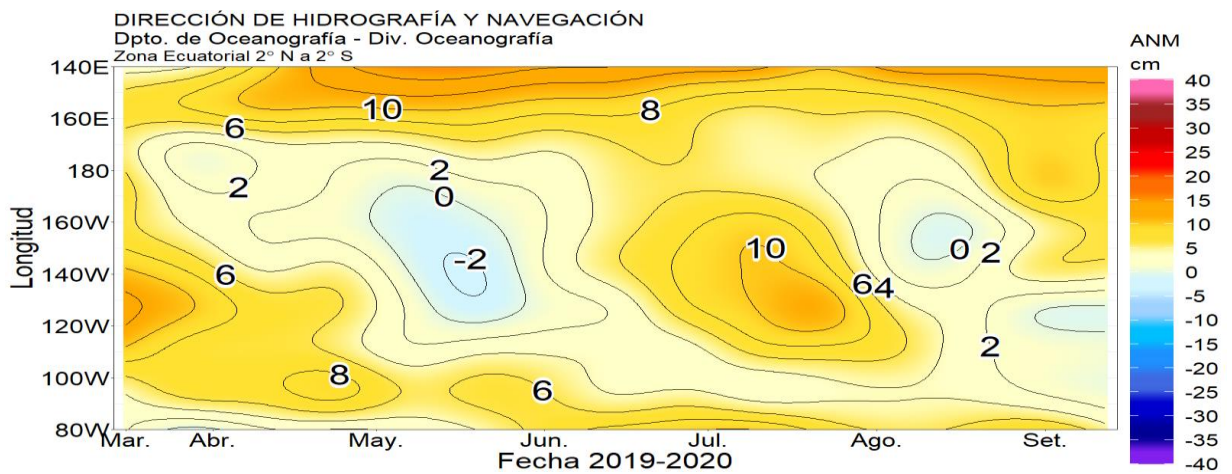 DIRECCIÓN DE HIDROGRAFÍA Y NAVEGACIÓN
Dpto. de Oceanografía - Div. Oceanografía
Zona Ecuatorial 2° N a 2° S
ANM
cm
140E
160E
180
160W
140W
120W
100W
80W
Longitud
6
10
8
2
2
0
-2
6
8
6
10
6
4
0
2
2
Mar.
Abr.
May.
Jun.
Jul.
Ago.
Set.
Fecha 2019-2020
40
35
30
25
20
15
10
5
0
-5
-10
-15
-20
-25
-30
-35
-40